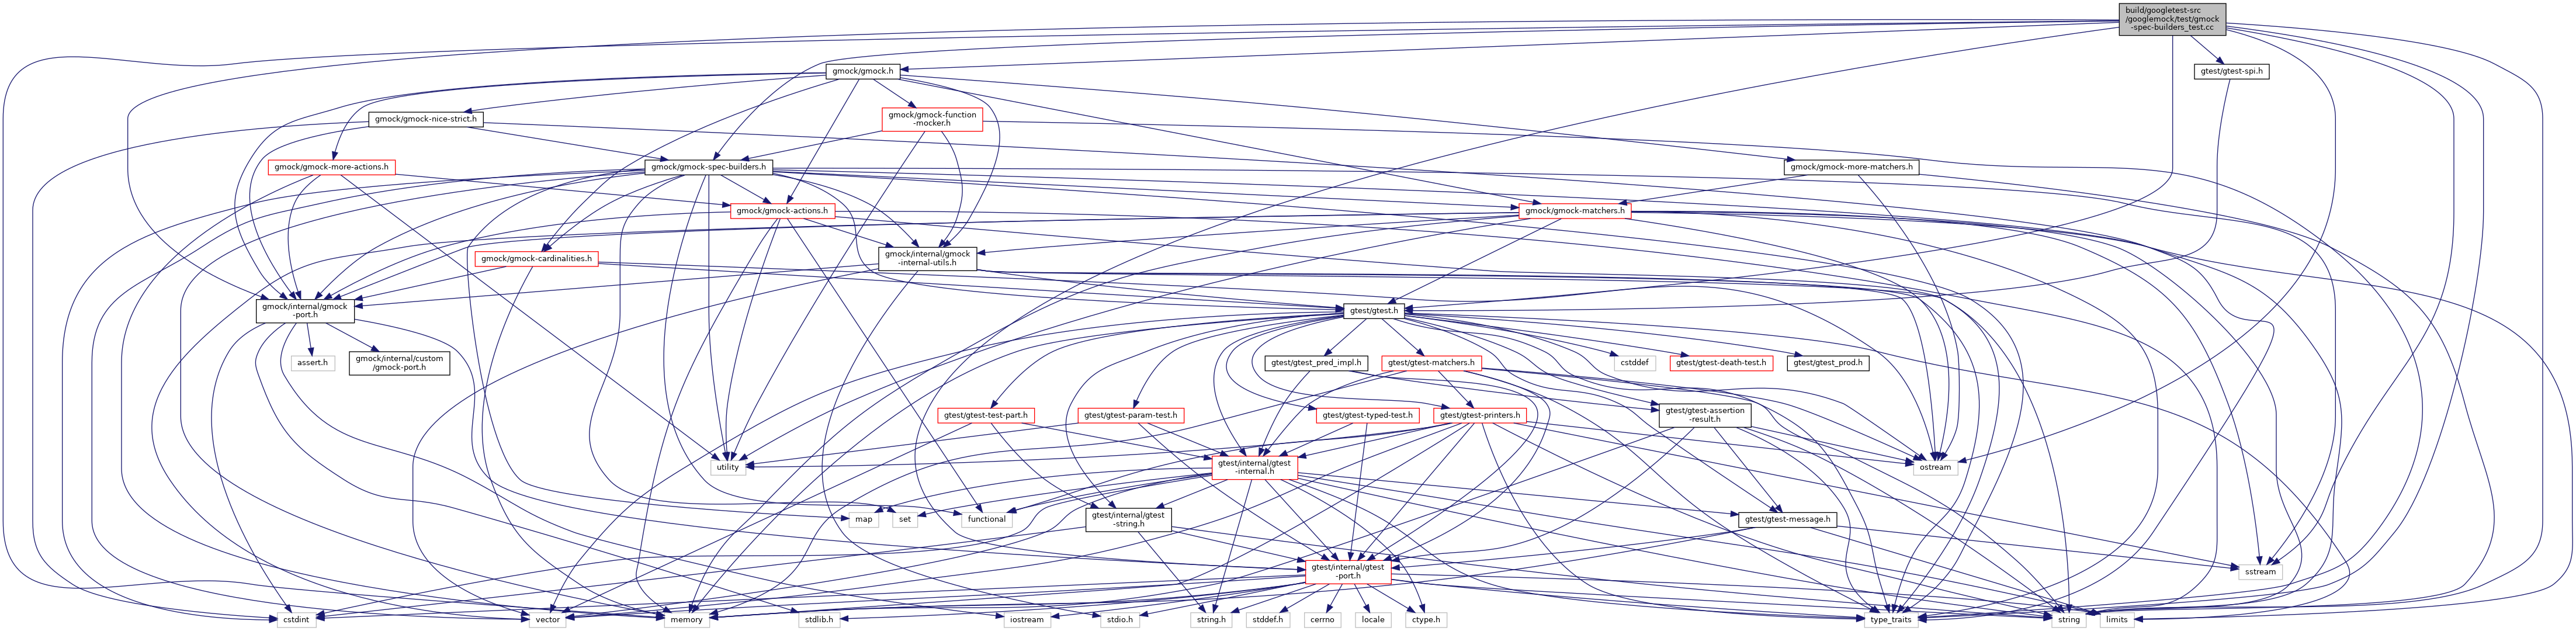 build/googletest-src
/googlemock/test/gmock
-spec-builders_test.cc
gmock/gmock.h
gtest/gtest-spi.h
gmock/gmock-nice-strict.h
gmock/gmock-function
-mocker.h
gmock/gmock-more-actions.h
gmock/gmock-spec-builders.h
gmock/gmock-more-matchers.h
gmock/gmock-actions.h
gmock/gmock-matchers.h
gmock/gmock-cardinalities.h
gmock/internal/gmock
-internal-utils.h
gmock/internal/gmock
-port.h
gtest/gtest.h
assert.h
gmock/internal/custom
/gmock-port.h
gtest/gtest_pred_impl.h
gtest/gtest-matchers.h
cstddef
gtest/gtest-death-test.h
gtest/gtest_prod.h
gtest/gtest-test-part.h
gtest/gtest-param-test.h
gtest/gtest-typed-test.h
gtest/gtest-printers.h
gtest/gtest-assertion
-result.h
utility
gtest/internal/gtest
-internal.h
ostream
map
set
functional
gtest/internal/gtest
-string.h
gtest/gtest-message.h
gtest/internal/gtest
-port.h
sstream
cstdint
vector
memory
stdlib.h
iostream
stdio.h
string.h
stddef.h
cerrno
locale
ctype.h
type_traits
string
limits